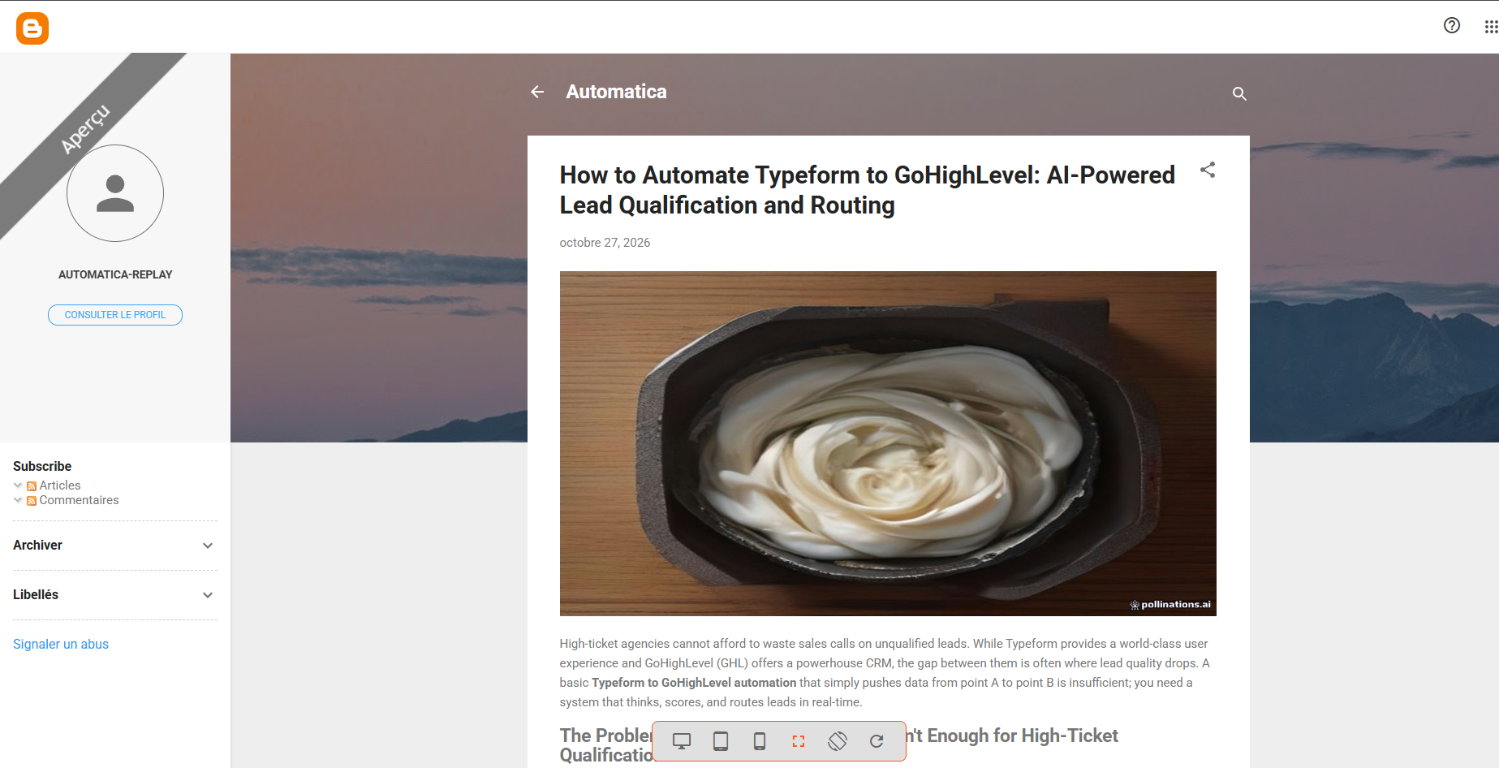 Aperçu
AUTOMATICA-REPLAY
CONSULTER LE PROFIL
Subscribe
Articles
Commentaires
Archiver
Libellés
Signaler un abus
Automatica
How to Automate Typeform to GoHighLevel: AI-Powered
Lead Qualification and Routing
octobre 27, 2026
pollinations.ai
High-ticket agencies cannot afford to waste sales calls on unqualified leads. While Typeform provides a world-class user
experience and GoHighLevel (GHL) offers a powerhouse CRM, the gap between them is often where lead quality drops. A
basic Typeform to GoHighLevel automation that simply pushes data from point A to point B is insufficient; you need a
system that thinks, scores, and routes leads in real-time.
The Proble n't Enough for High-Ticket
Qualificatio